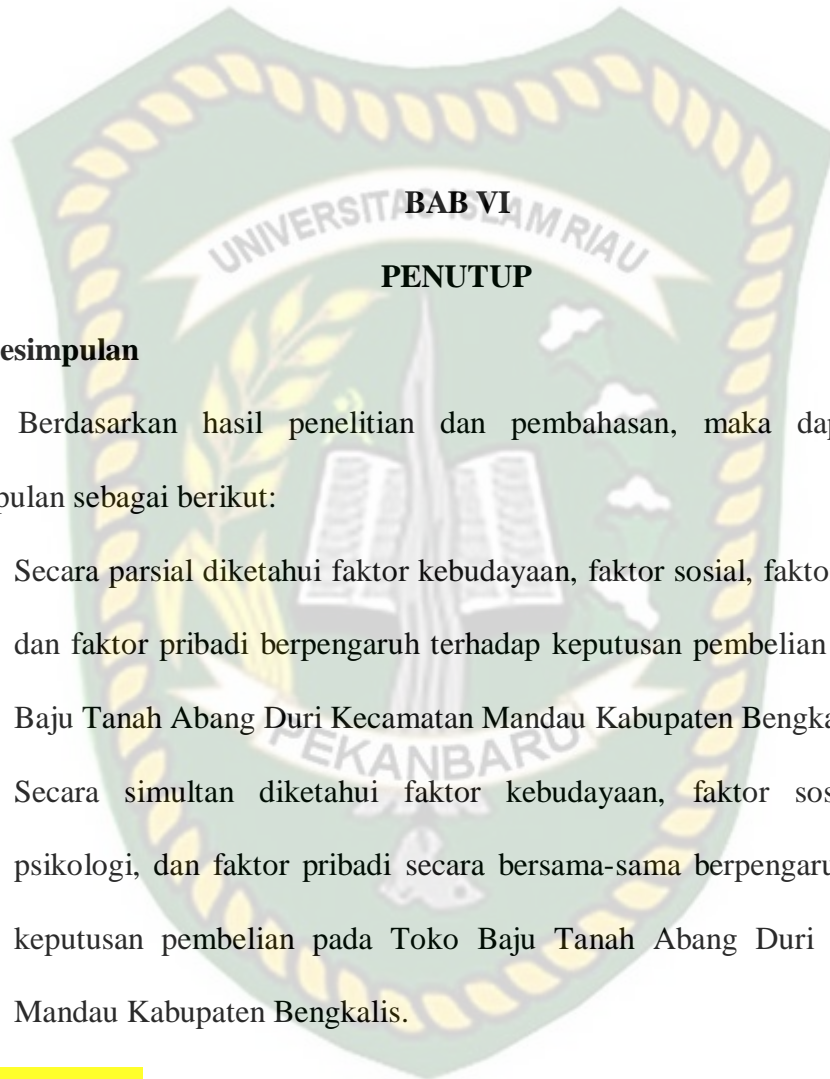 BAB VI
UNIVERSITAS ISLAM RIAU
PENUTUP
esimpulan
Berdasarkan hasil penelitian dan pembahasan, maka dap
pulan sebagai berikut:
Secara parsial diketahui faktor kebudayaan, faktor sosial, fakto
dan faktor pribadi berpengaruh terhadap keputusan pembelian
Baju Tanah Abang Duri Kecamatan Mandau Kabupaten Bengka
PEKANBARU
Secara simultan diketahui faktor kebudayaan, faktor sos
psikologi, dan faktor pribadi secara bersama-sama berpengaru
keputusan pembelian pada Toko Baju Tanah Abang Duri
Mandau Kabupaten Bengkalis.